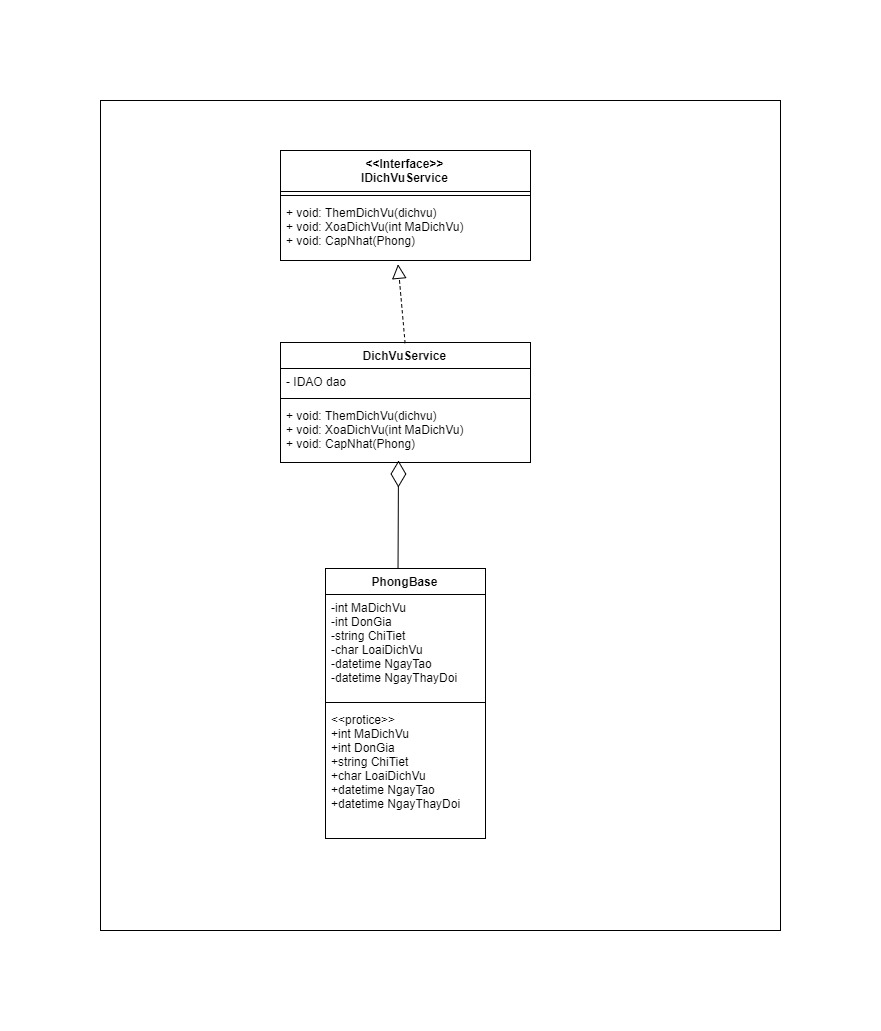 <<Interface>>
IDichVuService
+ void: ThemDichVu(dichvu)
+ void: XoaDichVu(int MaDichVu)
+ void: CapNhat(Phong)
DichVuService
- IDAO dao
+ void: ThemDichVu(dichvu)
+ void: XoaDichVu(int MaDichVu)
+ void: CapNhat(Phong)
PhongBase
-int MaDichVu
-int DonGia
-string ChiTiet
-char LoaiDichVu
-datetime NgayTao
-datetime NgayThayDoi
<<protice>>
+int MaDichVu
+int DonGia
+string ChiTiet
+char LoaiDichVu
+datetime NgayTao
+datetime NgayThayDoi